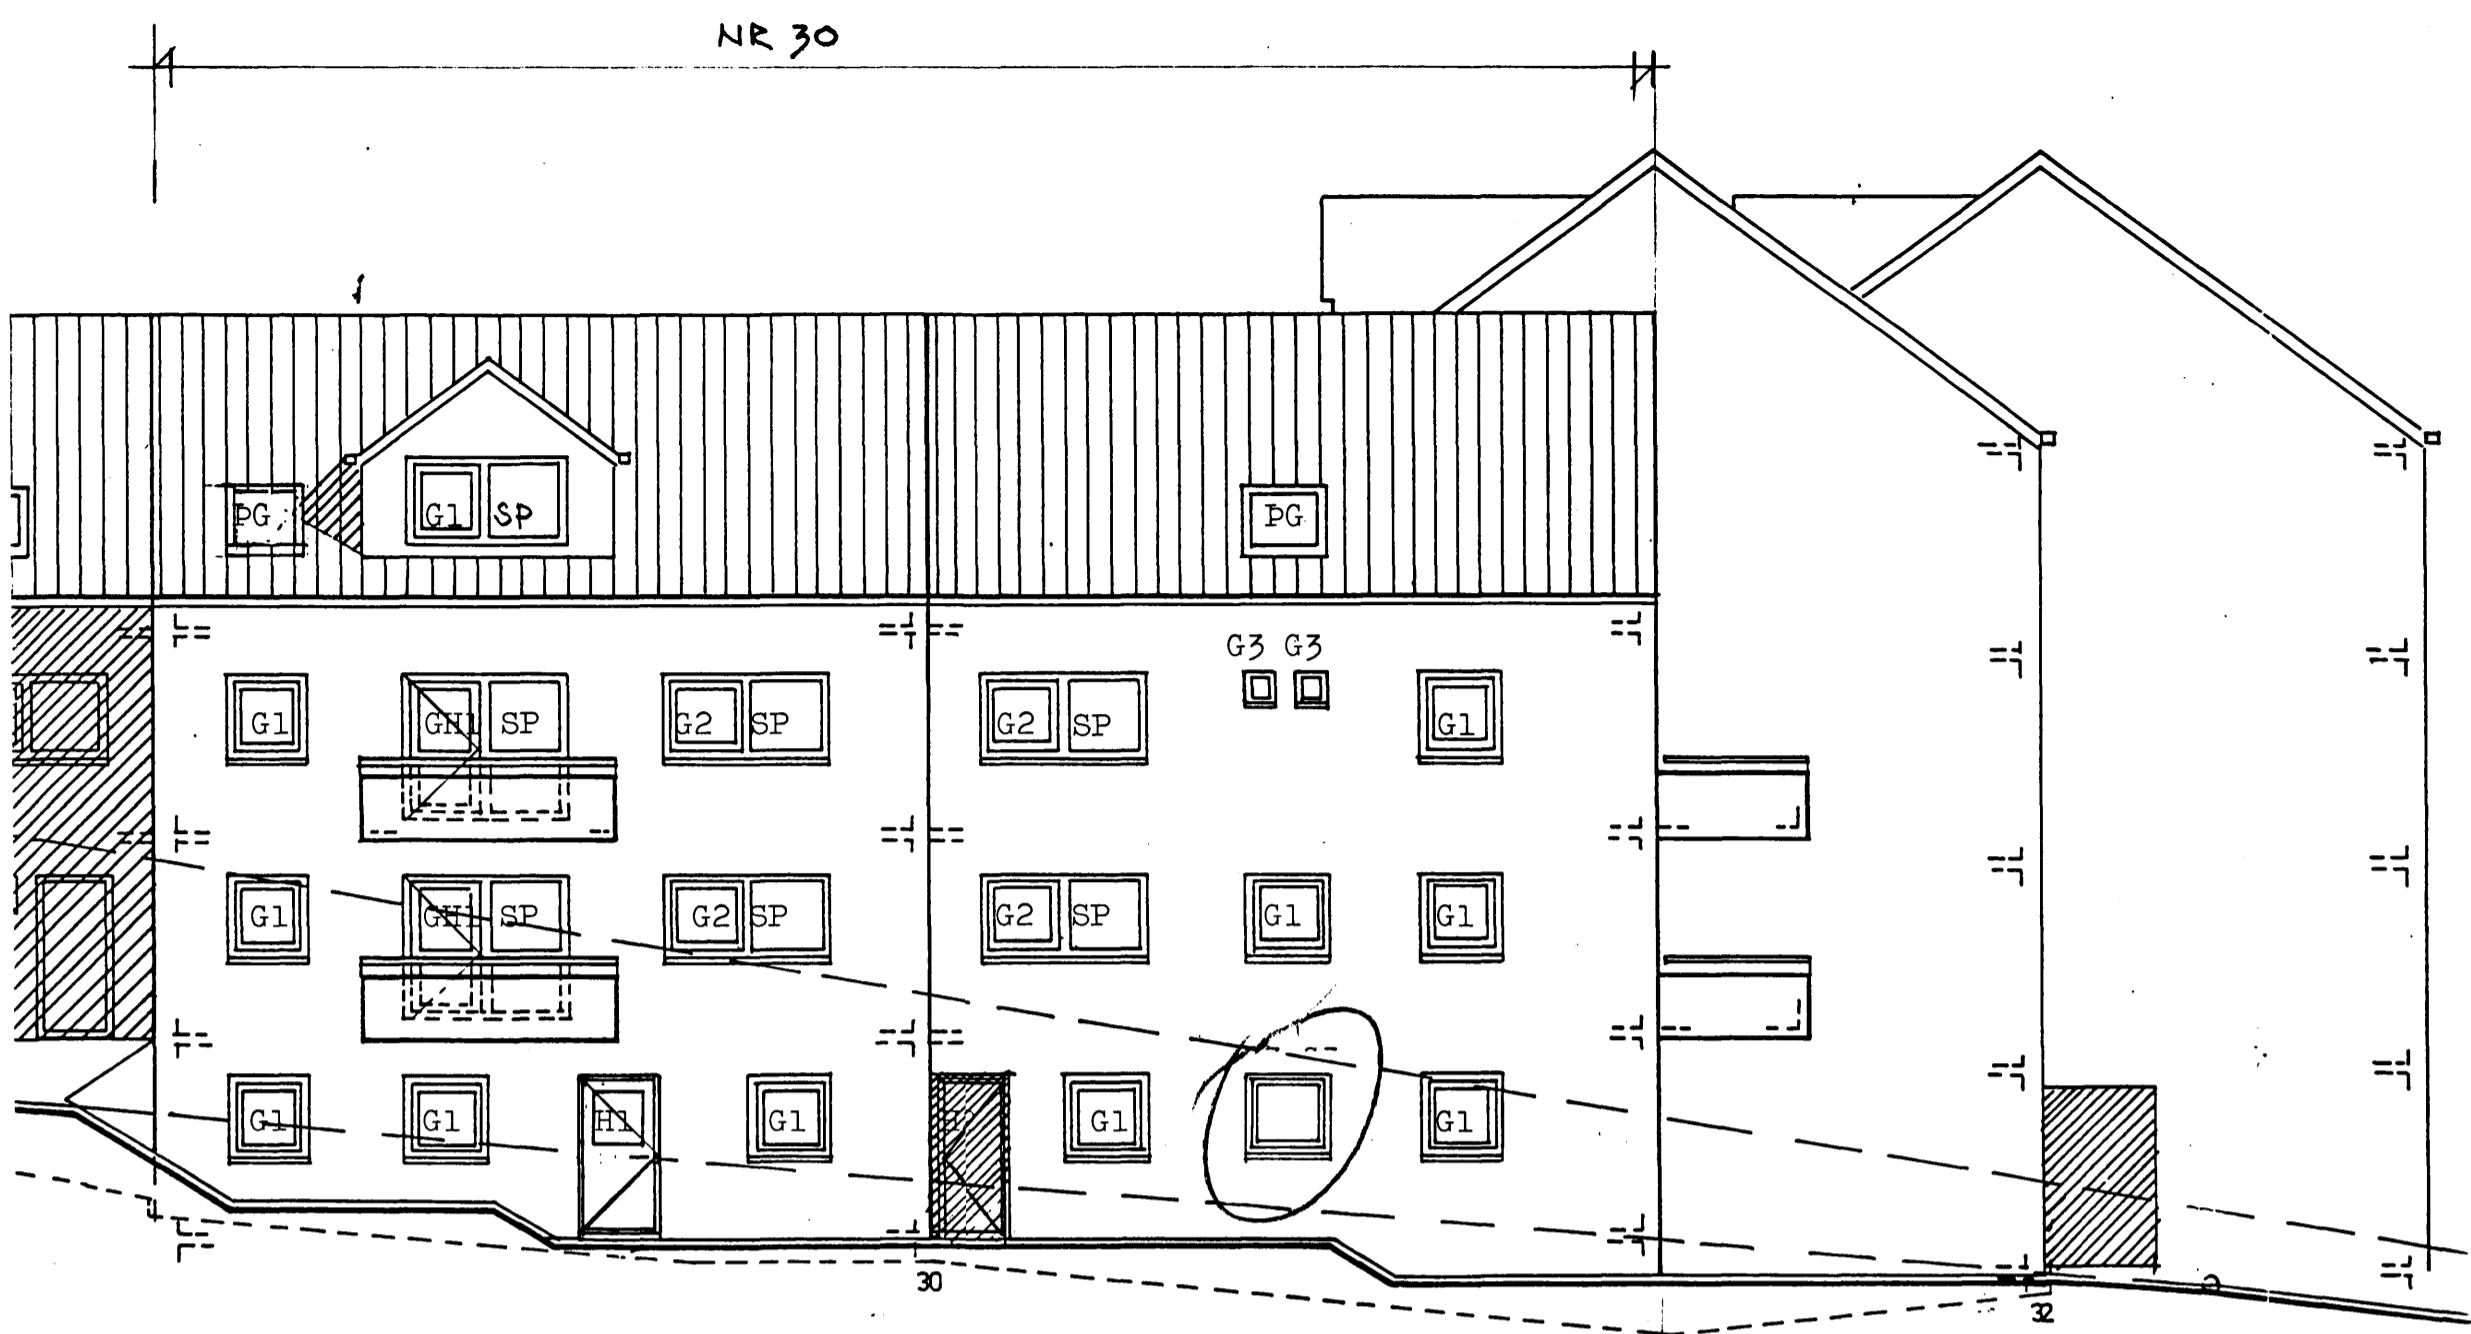 NR 30
PG G1 SP PG
G3 G3
G1 GH1 SP G2 SP G2 SP G1
G1 GH1 SP G2 SP G2 SP G1 G1
G1 G1 H1 G1 G1 G1
30
32